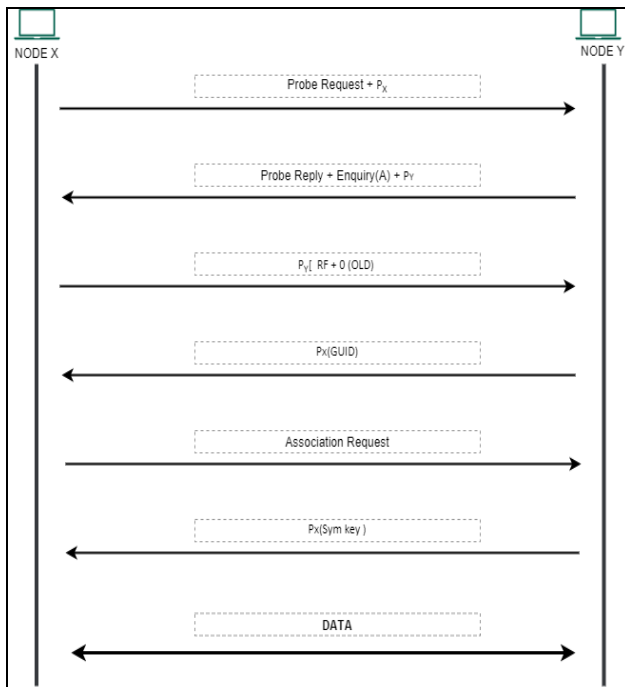 NODE X
NODE Y
Probe Request + PX
Probe Reply + Enquiry(A) + PY
PY[ RF + 0 (OLD)
Px(GUID)
Association Request
Px(Sym key )
DATA